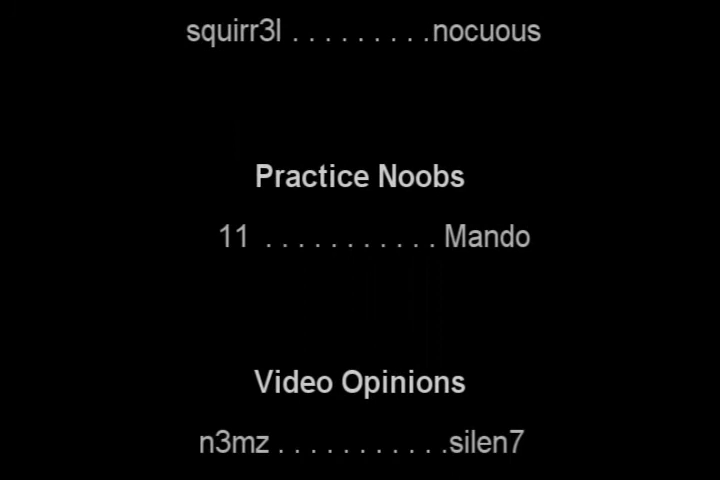 squirr3l . . . . . . . . .nocuous
Practice Noobs
11 . . . . . . . . . . . Mando
Video Opinions
n3mz . . . . . . . . . . .silen7